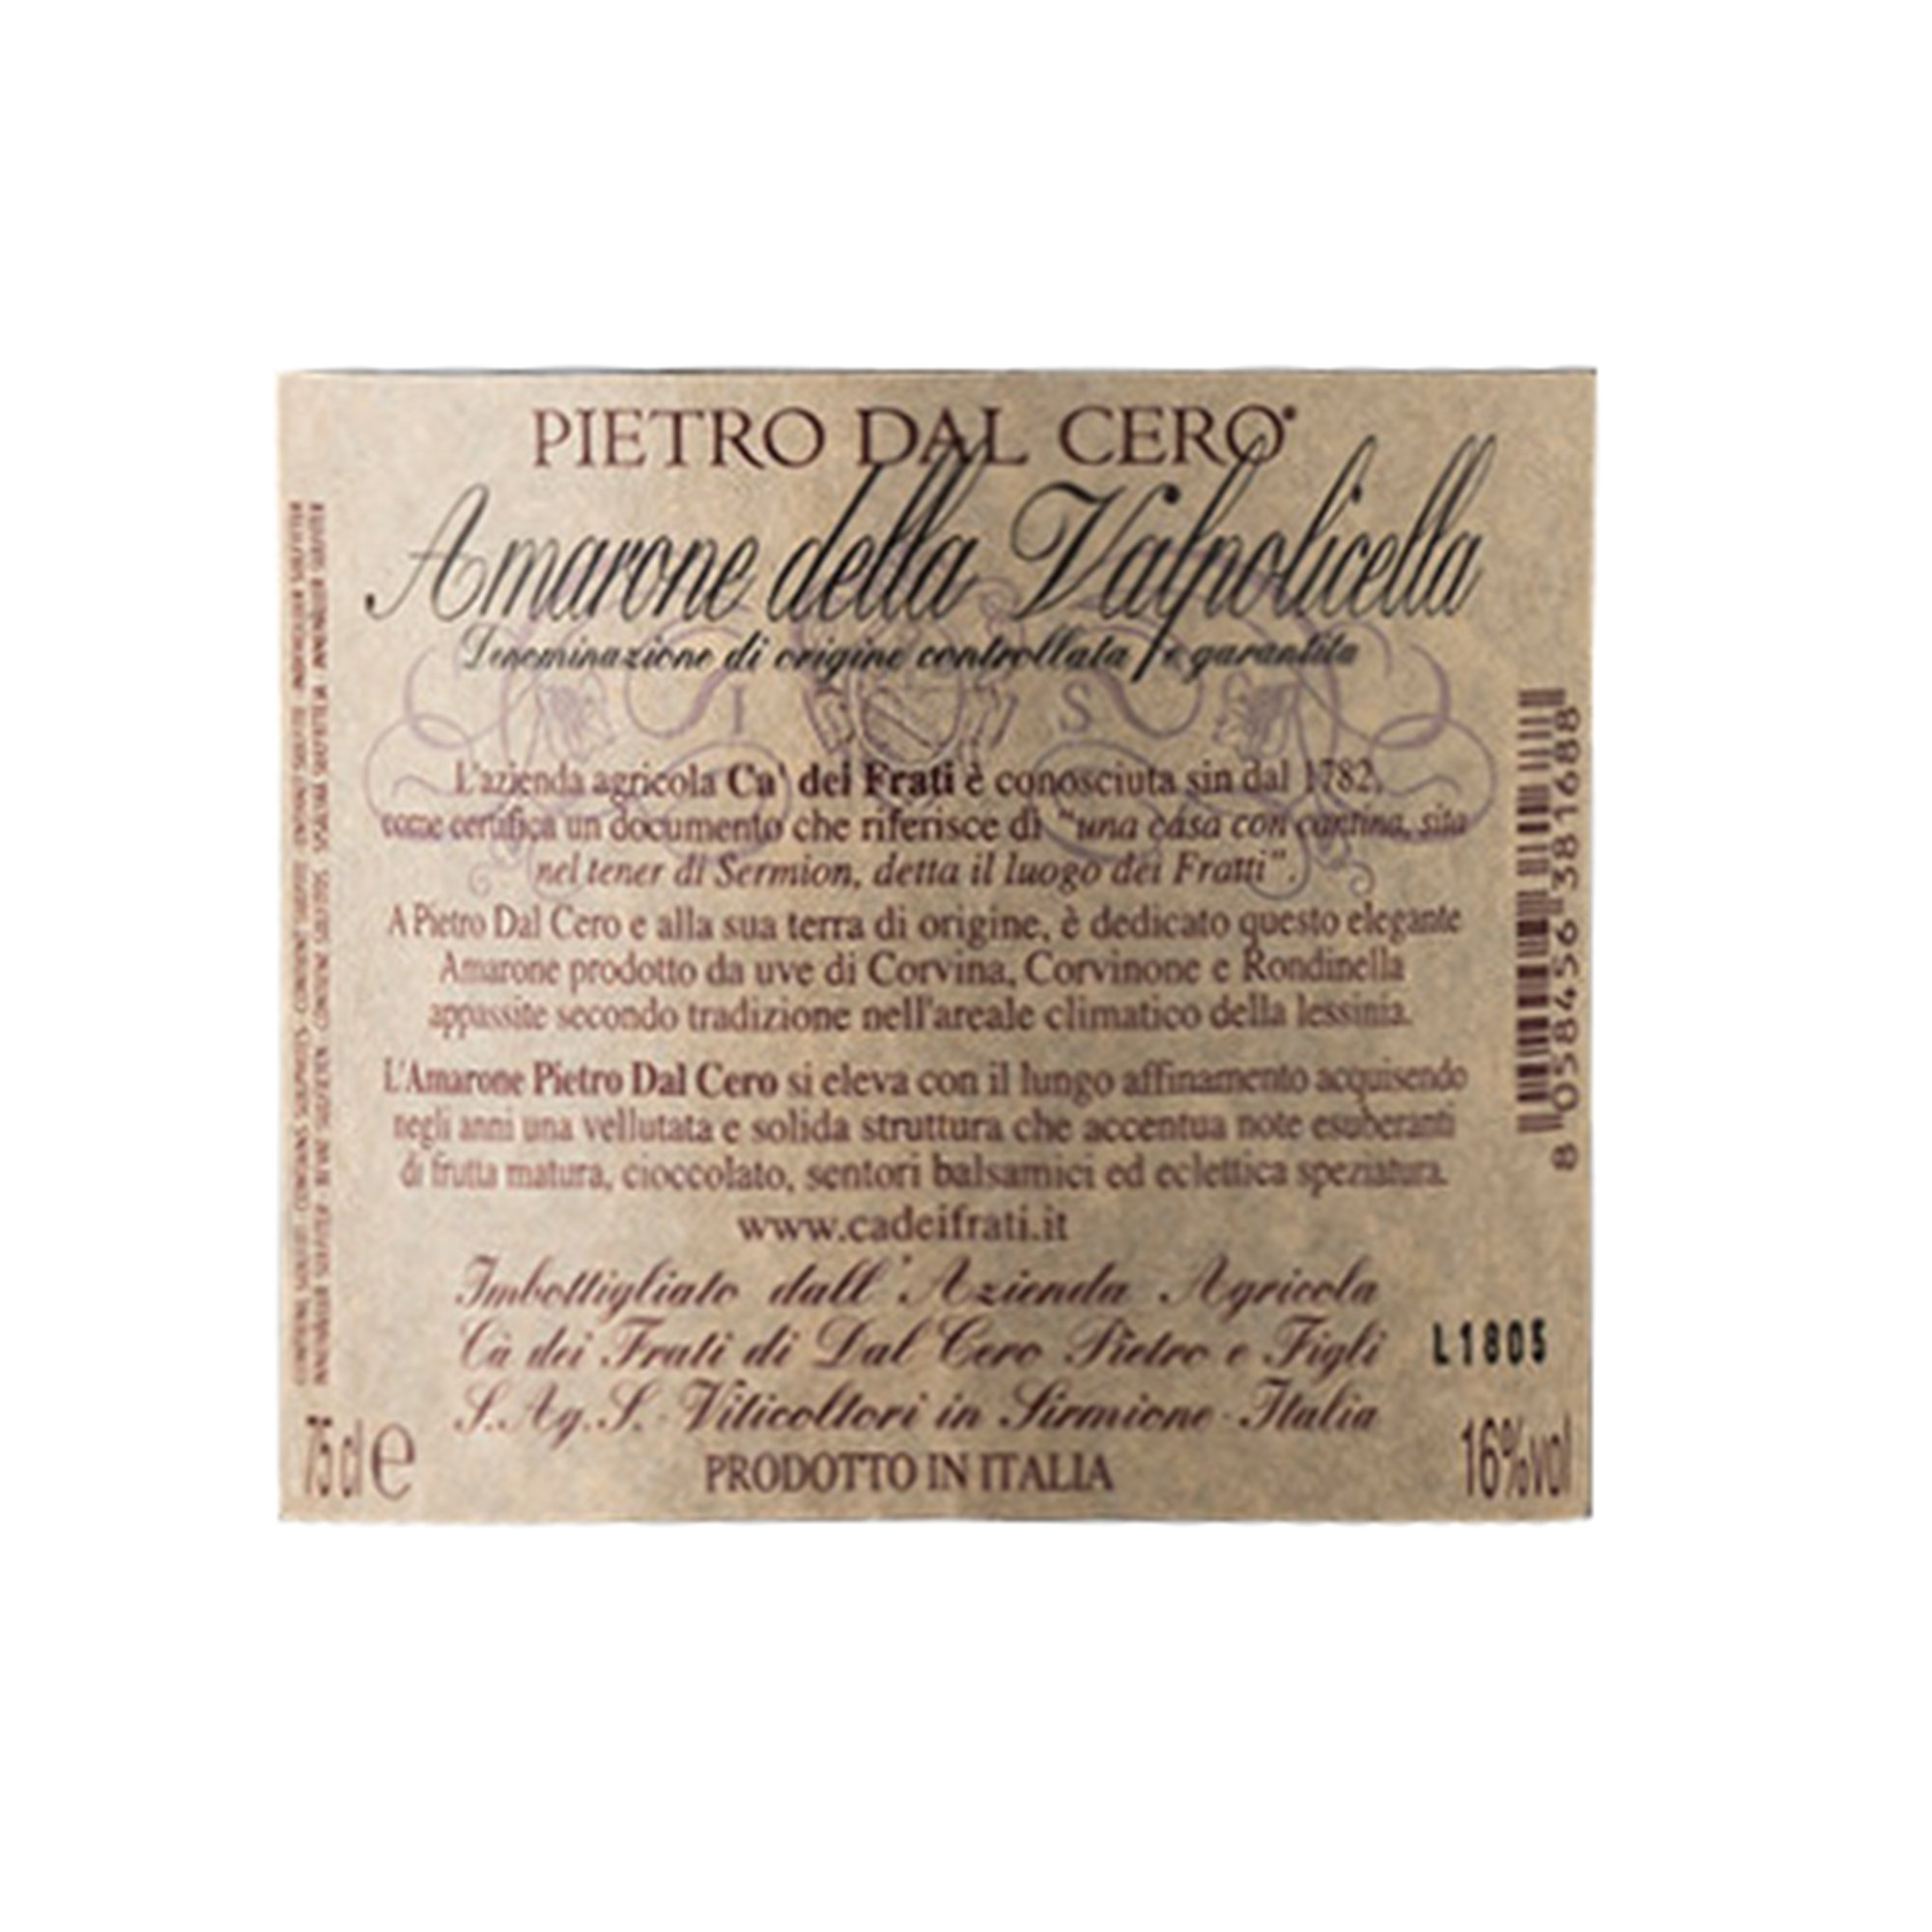 PIETRO DAL CERO®
Amarone della Valpolicella
Denominazione di origine controllata e garantita
I S
L'azienda agricola Ca' dei Frati è conosciuta sin dal 1782,
come certifica un documento che riferisce di "una casa con cantina, sita
nel tener di Sermion, detta il luogo dei Fratti".
A Pietro Dal Cero e alla sua terra di origine, è dedicato questo elegante
Amarone prodotto da uve di Corvina, Corvinone e Rondinella
appassite secondo tradizione nell'areale climatico della lessinia.
L'Amarone Pietro Dal Cero si eleva con il lungo affinamento acquisendo
negli anni una vellutata e solida struttura che accentua note esuberanti
di frutta matura, cioccolato, sentori balsamici ed eclettica speziatura.
www.cadeifrati.it
Imbottigliato dall'Azienda Agricola
Cà dei Frati di Dal Cero Pietro e Figli
S.Ag.S. - Viticoltori in Sirmione - Italia
PRODOTTO IN ITALIA
75 cl e
L1805
16%vol
8 058456 381688